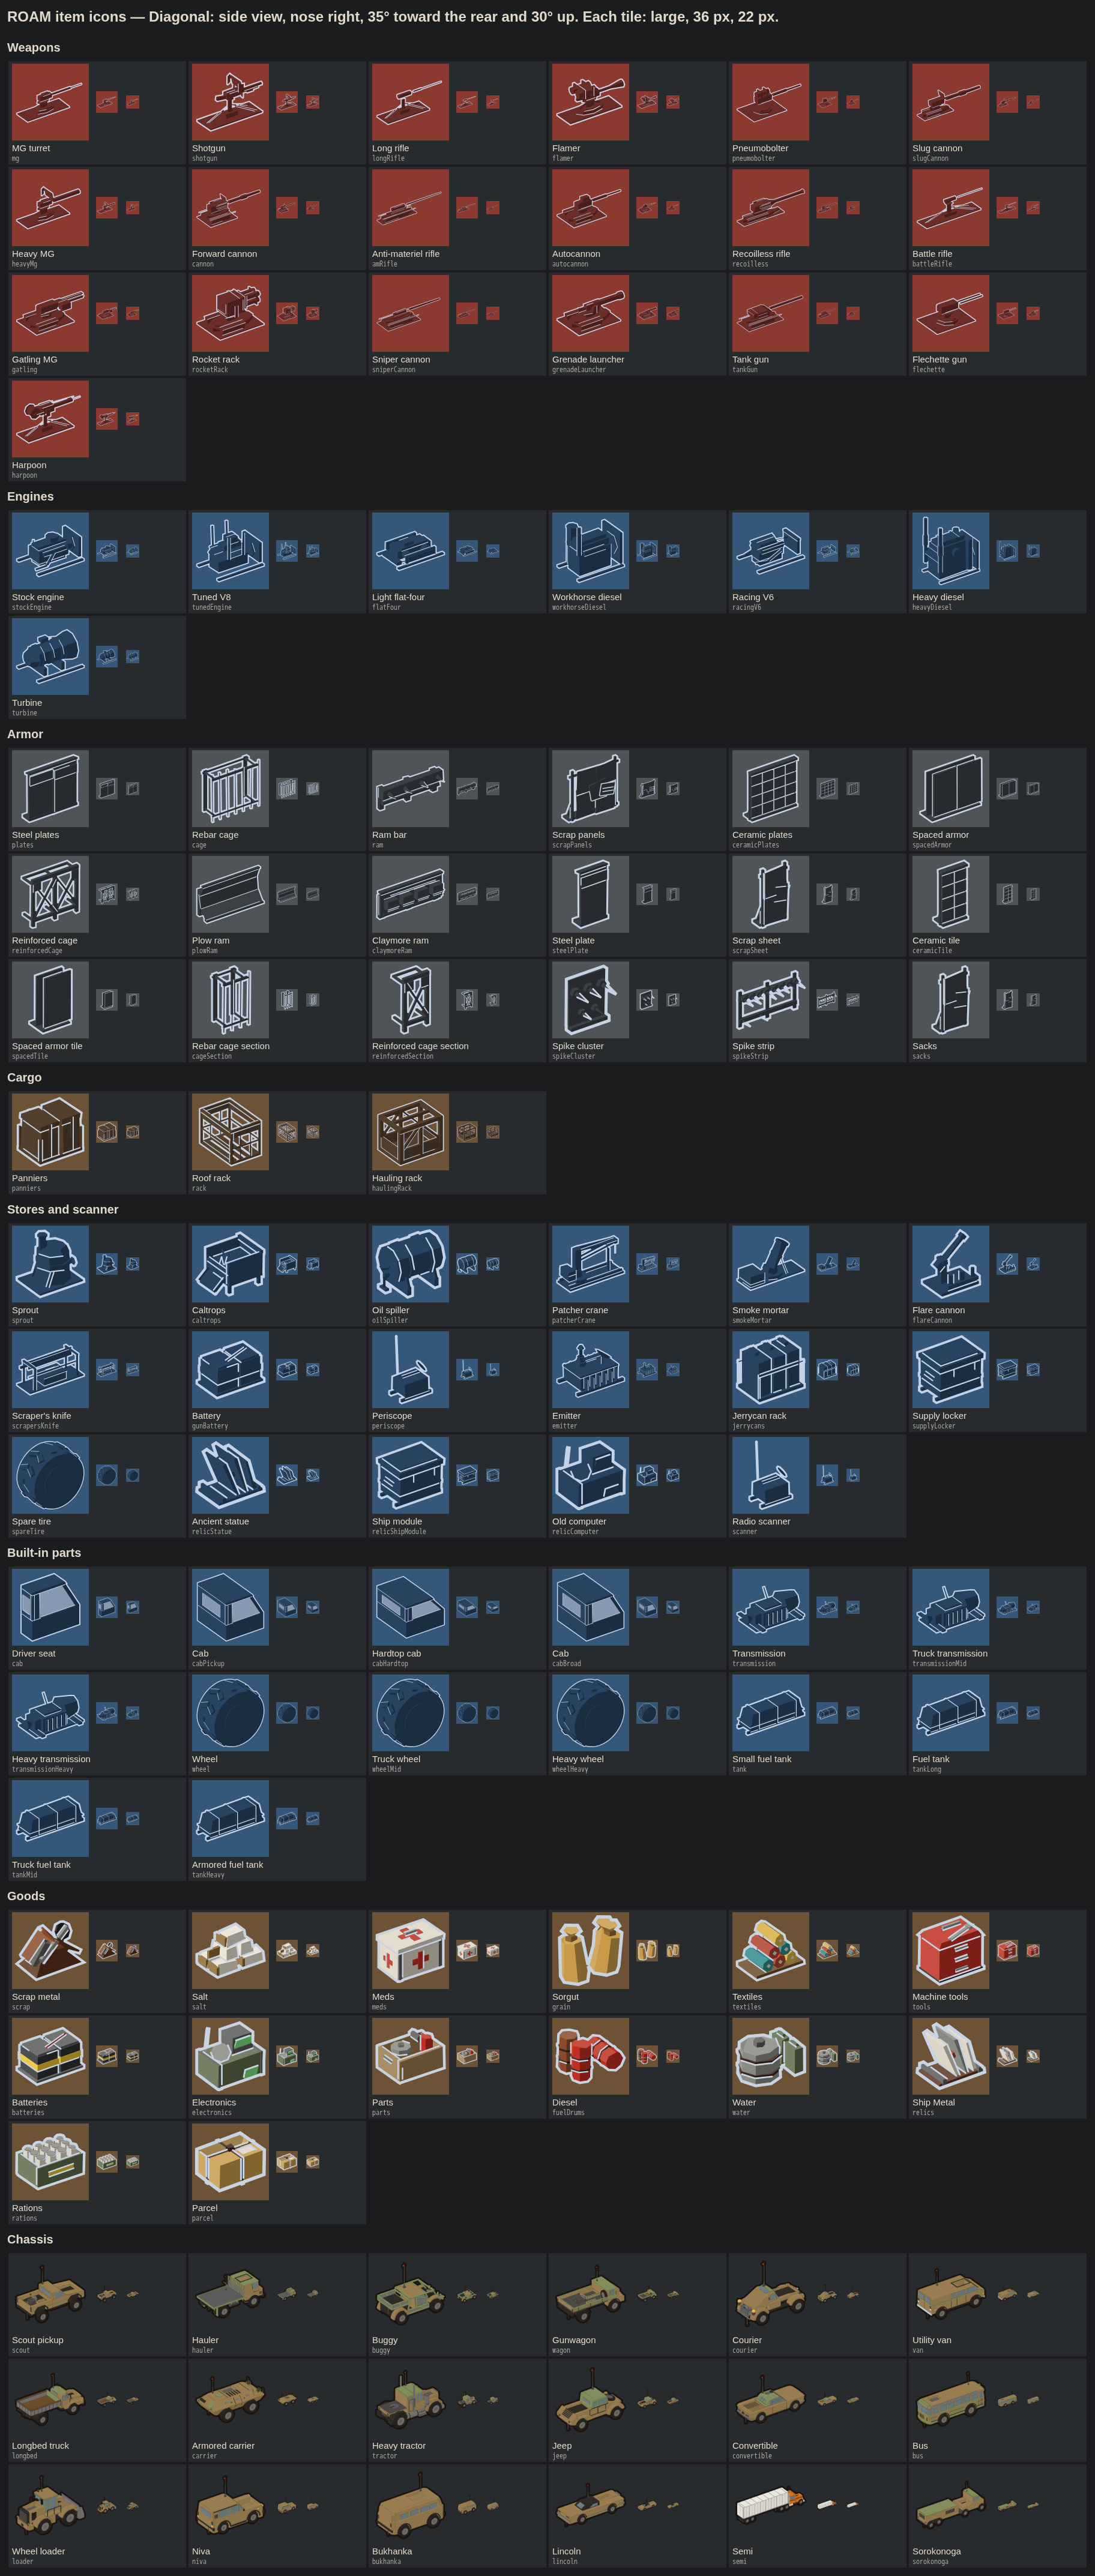 ROAM item icons — Diagonal: side view, nose right, 35° toward the rear and 30° up. Each tile: large, 36 px, 22 px.
Weapons
MG turret Shotgun Long rifle Flamer Pneumobolter Slug cannon
mg shotgun longRifle flamer pneumobolter slugCannon
Heavy MG Forward cannon Anti-materiel rifle Autocannon Recoilless rifle Battle rifle
heavyMg cannon amRifle autocannon recoilless battleRifle
Gatling MG Rocket rack Sniper cannon Grenade launcher Tank gun Flechette gun
gatling rocketRack sniperCannon grenadeLauncher tankGun flechette
Harpoon
harpoon
Engines
Stock engine Tuned V8 Light flat-four Workhorse diesel Racing V6 Heavy diesel
stockEngine tunedEngine flatFour workhorseDiesel racingV6 heavyDiesel
Turbine
turbine
Armor
Steel plates Rebar cage Ram bar Scrap panels Ceramic plates Spaced armor
plates cage ram scrapPanels ceramicPlates spacedArmor
Reinforced cage Plow ram Claymore ram Steel plate Scrap sheet Ceramic tile
reinforcedCage plowRam claymoreRam steelPlate scrapSheet ceramicTile
Spaced armor tile Rebar cage section Reinforced cage section Spike cluster Spike strip Sacks
spacedTile cageSection reinforcedSection spikeCluster spikeStrip sacks
Cargo
Panniers Roof rack Hauling rack
panniers rack haulingRack
Stores and scanner
Sprout Caltrops Oil spiller Patcher crane Smoke mortar Flare cannon
sprout caltrops oilSpiller patcherCrane smokeMortar flareCannon
Scraper's knife Battery Periscope Emitter Jerrycan rack Supply locker
scrapersKnife gunBattery periscope emitter jerrycans supplyLocker
Spare tire Ancient statue Ship module Old computer Radio scanner
spareTire relicStatue relicShipModule relicComputer scanner
Built-in parts
Driver seat Cab Hardtop cab Cab Transmission Truck transmission
cab cabPickup cabHardtop cabBroad transmission transmissionMid
Heavy transmission Wheel Truck wheel Heavy wheel Small fuel tank Fuel tank
transmissionHeavy wheel wheelMid wheelHeavy tank tankLong
Truck fuel tank Armored fuel tank
tankMid tankHeavy
Goods
Scrap metal Salt Meds Sorgut Textiles Machine tools
scrap salt meds grain textiles tools
Batteries Electronics Parts Diesel Water Ship Metal
batteries electronics parts fuelDrums water relics
Rations Parcel
rations parcel
Chassis
Scout pickup Hauler Buggy Gunwagon Courier Utility van
scout hauler buggy wagon courier van
Longbed truck Armored carrier Heavy tractor Jeep Convertible Bus
longbed carrier tractor jeep convertible bus
Wheel loader Niva Bukhanka Lincoln Semi Sorokonoga
loader niva bukhanka lincoln semi sorokonoga